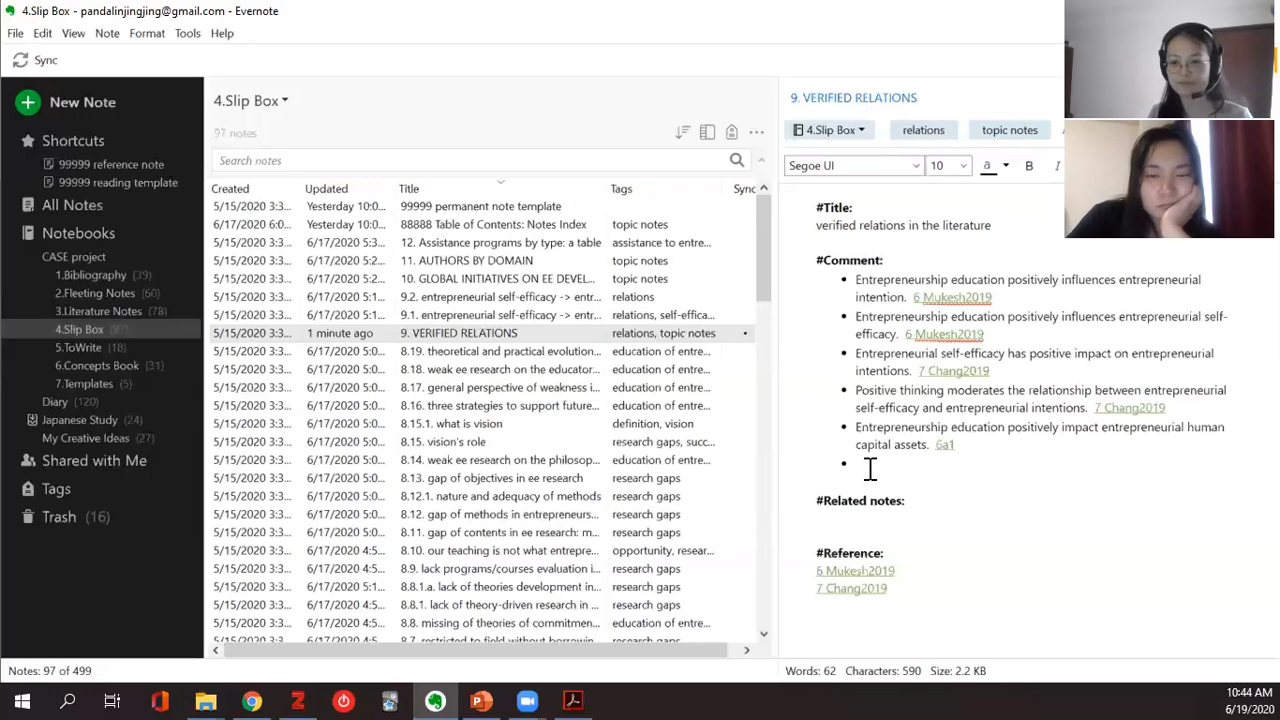 4.Slip Box - pandalinjingjing@gmail.com - Evernote
File Edit View Note Format Tools Help
Sync
New Note
Shortcuts
99999 reference note
99999 reading template
All Notes
Notebooks
CASE project
1.Bibliography (39)
2.Fleeting Notes (60)
3.Literature Notes (78)
4.Slip Box (97)
5.ToWrite (18)
6.Concepts Book (31)
7.Templates (5)
Diary (120)
Japanese Study (24)
My Creative Ideas (27)
Shared with Me
Tags
Trash (16)
4.Slip Box
97 notes
Search notes
Created Updated Title Tags Sync
5/15/2020 3:3... Yesterday 10:0... 99999 permanent note template
6/17/2020 6:0... Yesterday 10:0... 88888 Table of Contents: Notes Index topic notes
5/15/2020 3:3... 6/17/2020 5:3... 12. Assistance programs by type: a table assistance to entre...
5/15/2020 3:3... 6/17/2020 5:2... 11. AUTHORS BY DOMAIN topic notes
5/15/2020 3:3... 6/17/2020 5:2... 10. GLOBAL INITIATIVES ON EE DEVEL... topic notes
5/15/2020 3:3... 6/17/2020 5:1... 9.2. entrepreneurial self-efficacy -> entr... relations
5/15/2020 3:3... 6/17/2020 5:1... 9.1. entrepreneurial self-efficacy -> entr... relations, self-effica...
5/15/2020 3:3... 1 minute ago 9. VERIFIED RELATIONS relations, topic notes •
5/15/2020 3:3... 6/17/2020 5:0... 8.19. theoretical and practical evolution... education of entre...
5/15/2020 3:3... 6/17/2020 5:0... 8.18. weak ee research on the educator... education of entre...
5/15/2020 3:3... 6/17/2020 5:0... 8.17. general perspective of weakness i... education of entre...
5/15/2020 3:3... 6/17/2020 5:0... 8.16. three strategies to support future... education of entre...
5/15/2020 3:3... 6/17/2020 5:0... 8.15.1. what is vision definition, vision
5/15/2020 3:3... 6/17/2020 5:0... 8.15. vision's role research gaps, succ...
5/15/2020 3:3... 6/17/2020 5:0... 8.14. weak ee research on the philosop... education of entre...
5/15/2020 3:3... 6/17/2020 5:0... 8.13. gap of objectives in ee research research gaps
5/15/2020 3:3... 6/17/2020 5:0... 8.12.1. nature and adequacy of methods research gaps
5/15/2020 3:3... 6/17/2020 5:0... 8.12. gap of methods in entrepreneurs... research gaps
5/15/2020 3:3... 6/17/2020 5:0... 8.11. gap of contents in ee research: m... research gaps
5/15/2020 3:3... 6/17/2020 4:5... 8.10. our teaching is not what entrepre... opportunity, resear...
5/15/2020 3:3... 6/17/2020 4:5... 8.9. lack programs/courses evaluation i... research gaps
5/15/2020 3:3... 6/17/2020 5:1... 8.8.1.a. lack of theories development in... research gaps
5/15/2020 3:3... 6/17/2020 4:5... 8.8.1. lack of theory-driven research in ... research gaps
5/15/2020 3:3... 6/17/2020 4:5... 8.8. missing of theories of commitmen... education of entre...
5/15/2020 3:3... 6/17/2020 4:5... 8.7. restricted to field without borrowin... research gaps
Notes: 97 of 499
9. VERIFIED RELATIONS
4.Slip Box relations topic notes
Segoe UI 10 a B I
#Title:
verified relations in the literature
#Comment:
• Entrepreneurship education positively influences entrepreneurial
intention. 6 Mukesh2019
• Entrepreneurship education positively influences entrepreneurial self-
efficacy. 6 Mukesh2019
• Entrepreneurial self-efficacy has positive impact on entrepreneurial
intentions. 7 Chang2019
• Positive thinking moderates the relationship between entrepreneurial
self-efficacy and entrepreneurial intentions. 7 Chang2019
• Entrepreneurship education positively impact entrepreneurial human
capital assets. 6a1
•
#Related notes:
#Reference:
6 Mukesh2019
7 Chang2019
Words: 62 Characters: 590 Size: 2.2 KB
10:44 AM
6/19/2020